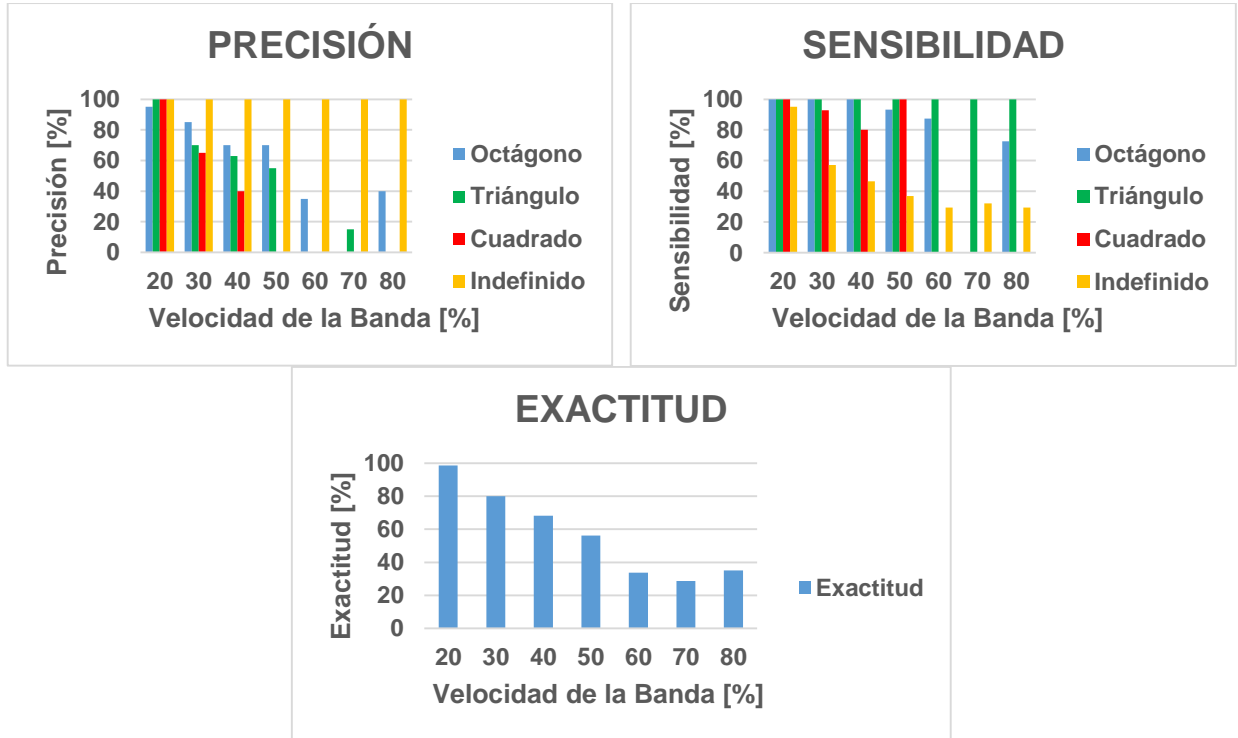 PRECISIÓN
Precisión [%]
100
80
60
40
20
0
20 30 40 50 60 70 80
Velocidad de la Banda [%]
Octágono
Triángulo
Cuadrado
Indefinido
SENSIBILIDAD
Sensibilidad [%]
100
80
60
40
20
0
20 30 40 50 60 70 80
Velocidad de la Banda [%]
Octágono
Triángulo
Cuadrado
Indefinido
EXACTITUD
Exactitud [%]
100
80
60
40
20
0
20 30 40 50 60 70 80
Velocidad de la Banda [%]
Exactitud